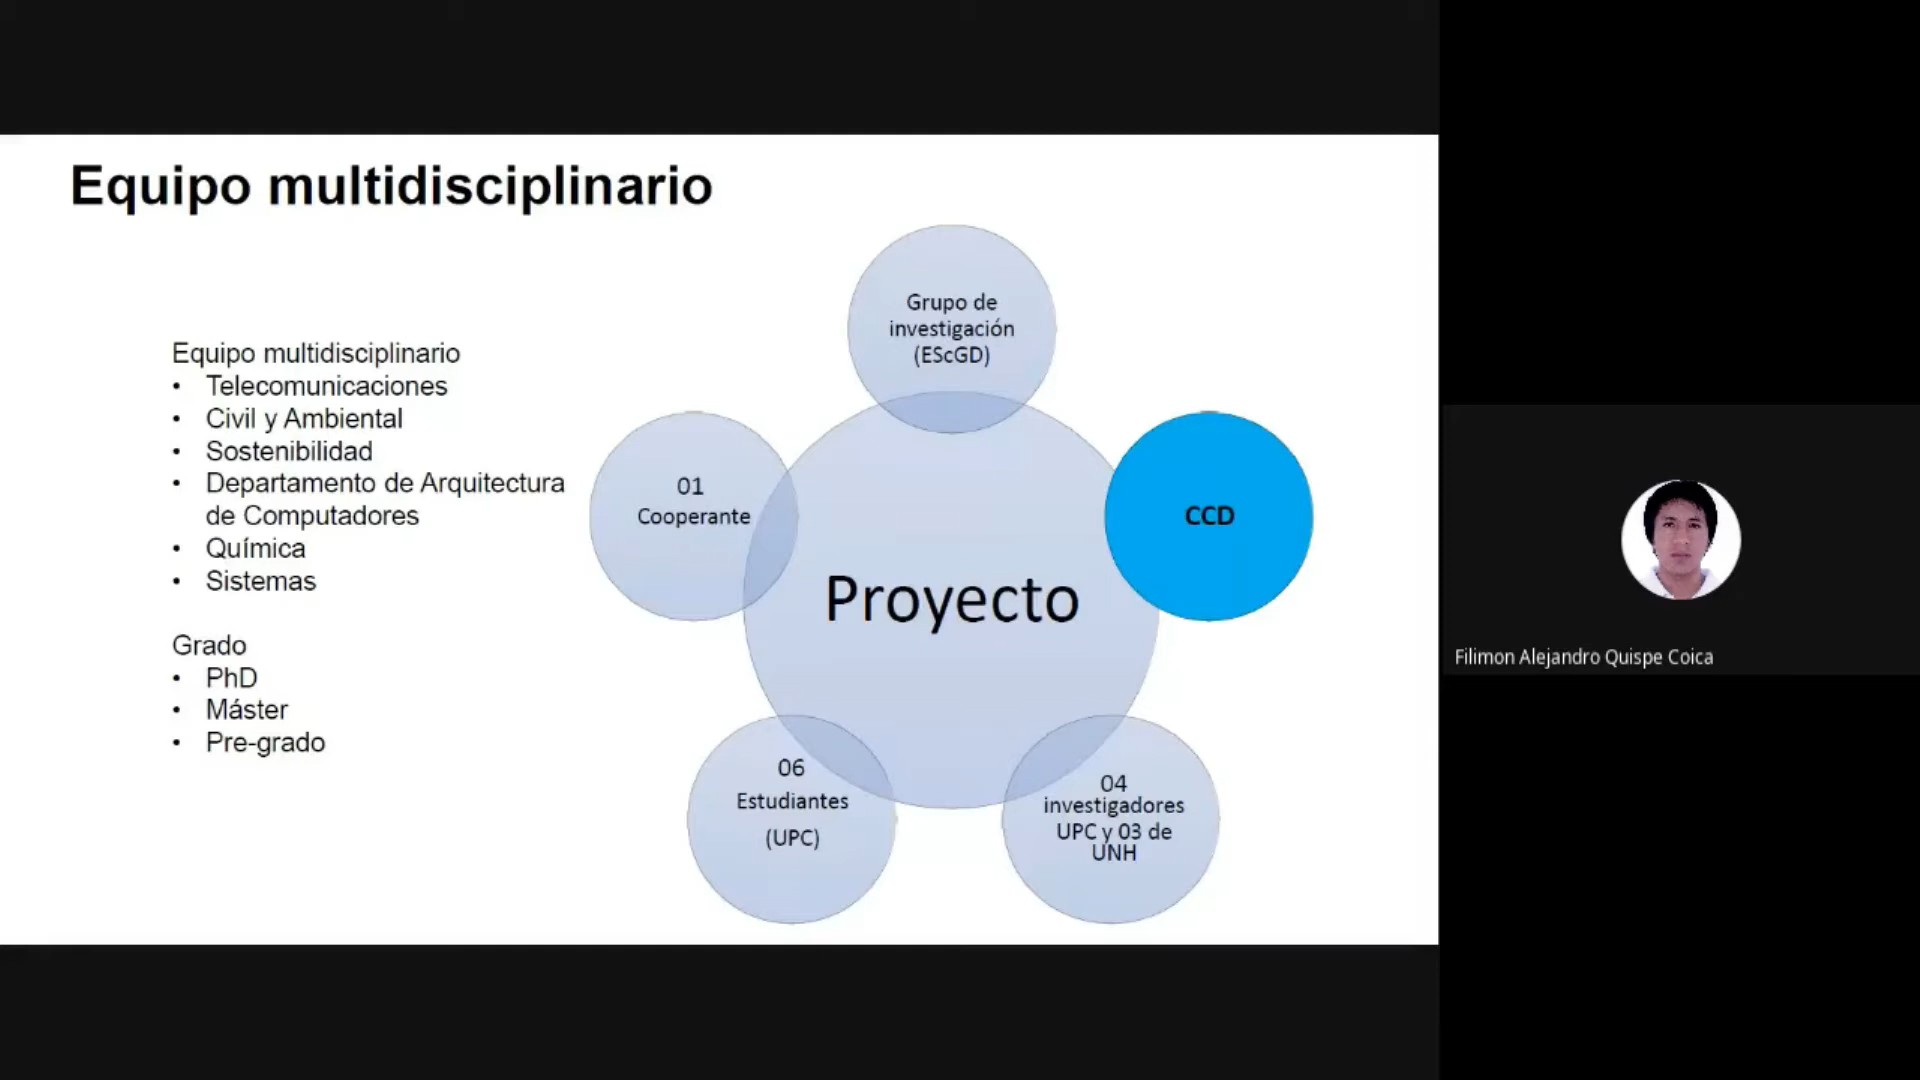 Equipo multidisciplinario
Equipo multidisciplinario
• Telecomunicaciones
• Civil y Ambiental
• Sostenibilidad
• Departamento de Arquitectura
de Computadores
• Química
• Sistemas
Grado
• PhD
• Máster
• Pre-grado
Grupo de
investigación
(EScGD)
01
Cooperante
CCD
Proyecto
06
Estudiantes
(UPC)
04
investigadores
UPC y 03 de
UNH
Filimon Alejandro Quispe Coica